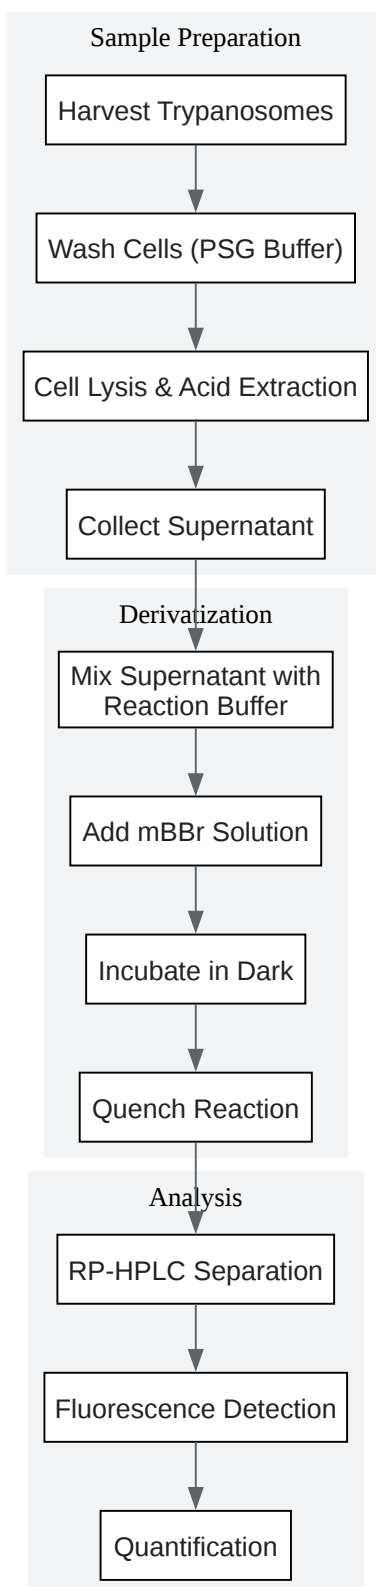 Sample Preparation
Harvest Trypanosomes
Wash Cells (PSG Buffer)
Cell Lysis & Acid Extraction
Collect Supernatant
Derivatization
Mix Supernatant with
Reaction Buffer
Add mBBr Solution
Incubate in Dark
Quench Reaction
Analysis
RP-HPLC Separation
Fluorescence Detection
Quantification